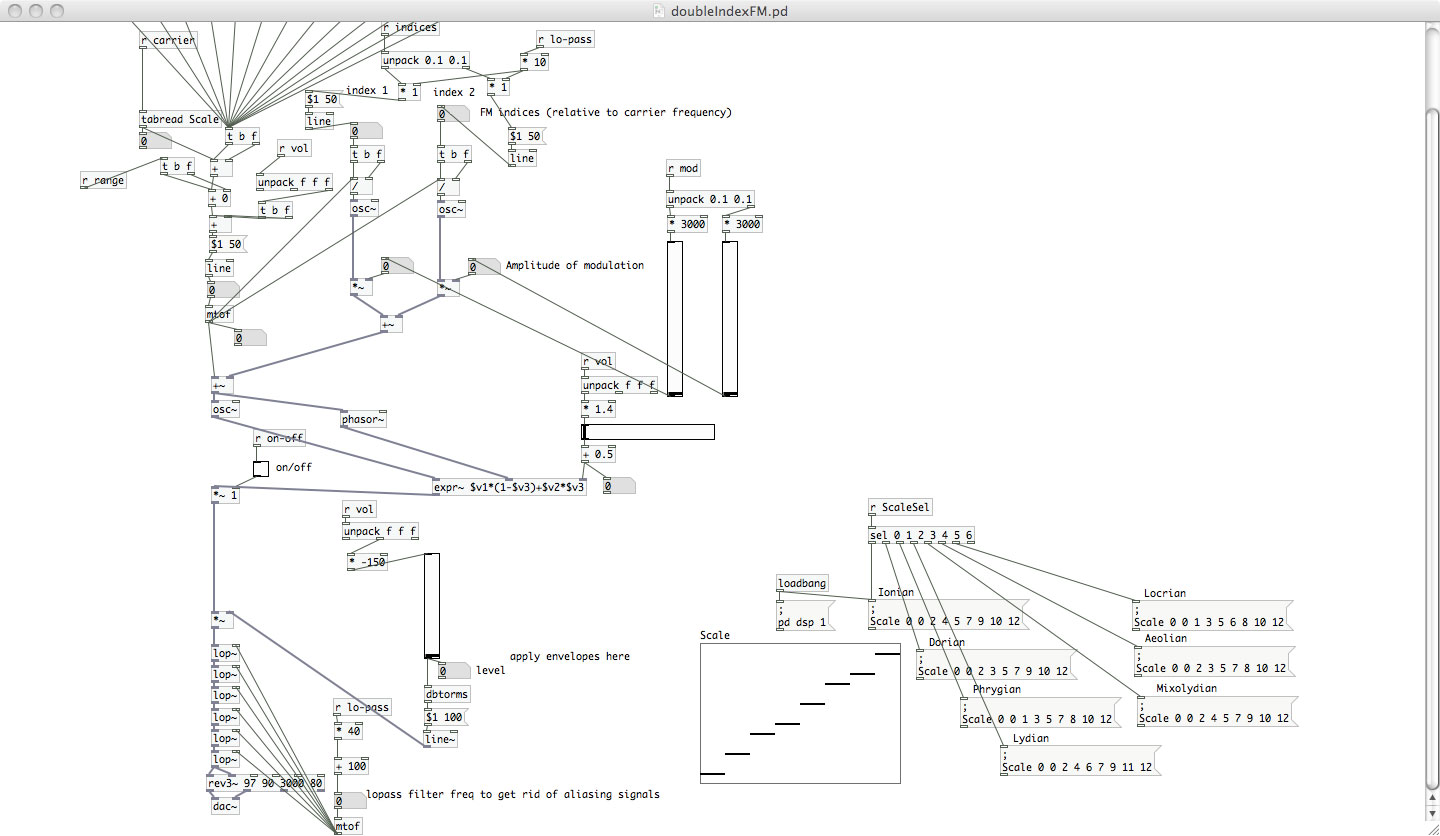 doubleIndexFM.pd
r indices
r carrier
r lo-pass
unpack 0.1 0.1
* 10
index 1
* 1
index 2
* 1
$1 50
0
FM indices (relative to carrier frequency)
tabread Scale
line
0
t b f
$1 50
0
r vol
t b f
t b f
line
t b f
+
r mod
r range
unpack f f f
/
/
+ 0
unpack 0.1 0.1
t b f
osc~
osc~
+
* 3000
* 3000
$1 50
line
0
0
Amplitude of modulation
0
*~
*~
mtof
+~
0
r vol
+~
unpack f f f
osc~
phasor~
* 1.4
r on-off
+ 0.5
on/off
expr~ $v1*(1-$v3)+$v2*$v3
0
*~ 1
r vol
r ScaleSel
unpack f f f
sel 0 1 2 3 4 5 6
* -150
loadbang
Ionian
Locrian
;
pd dsp 1
;
Scale 0 0 2 4 5 7 9 10 12
;
Scale 0 0 1 3 5 6 8 10 12
*~
Scale
Dorian
Aeolian
lop~
apply envelopes here
;
Scale 0 0 2 3 5 7 9 10 12
;
Scale 0 0 2 3 5 7 8 10 12
lop~
0
level
Phrygian
Mixolydian
lop~
dbtorms
;
Scale 0 0 1 3 5 7 8 10 12
;
Scale 0 0 2 4 5 7 9 10 12
r lo-pass
lop~
$1 100
* 40
lop~
line~
Lydian
lop~
+ 100
;
Scale 0 0 2 4 6 7 9 11 12
rev3~ 97 90 3000 80
0
lopass filter freq to get rid of aliasing signals
dac~
mtof